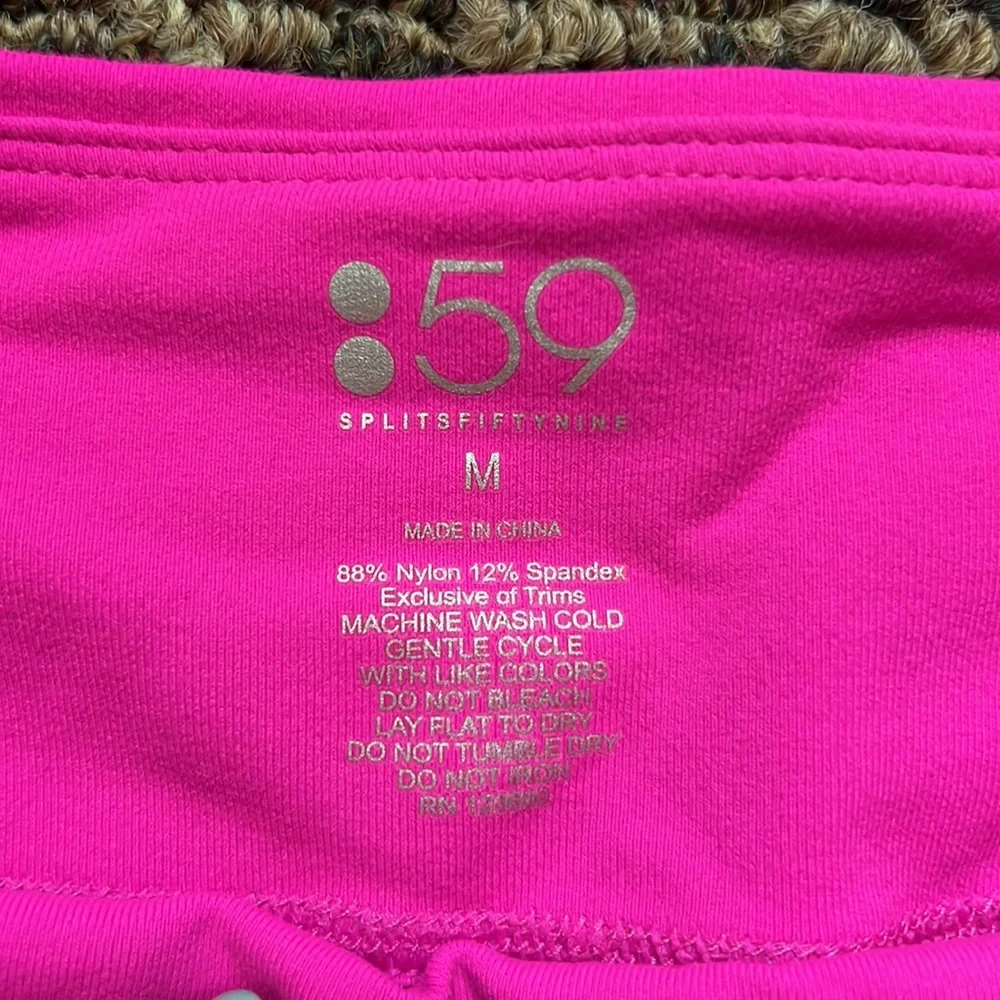 :59
SPLITSFIFTYNINE
M
MADE IN CHINA
88% Nylon 12% Spandex
Exclusive of Trims
MACHINE WASH COLD
GENTLE CYCLE
WITH LIKE COLORS
DO NOT BLEACH
LAY FLAT TO DRY
DO NOT TUMBLE DRY
DO NOT IRON
RN